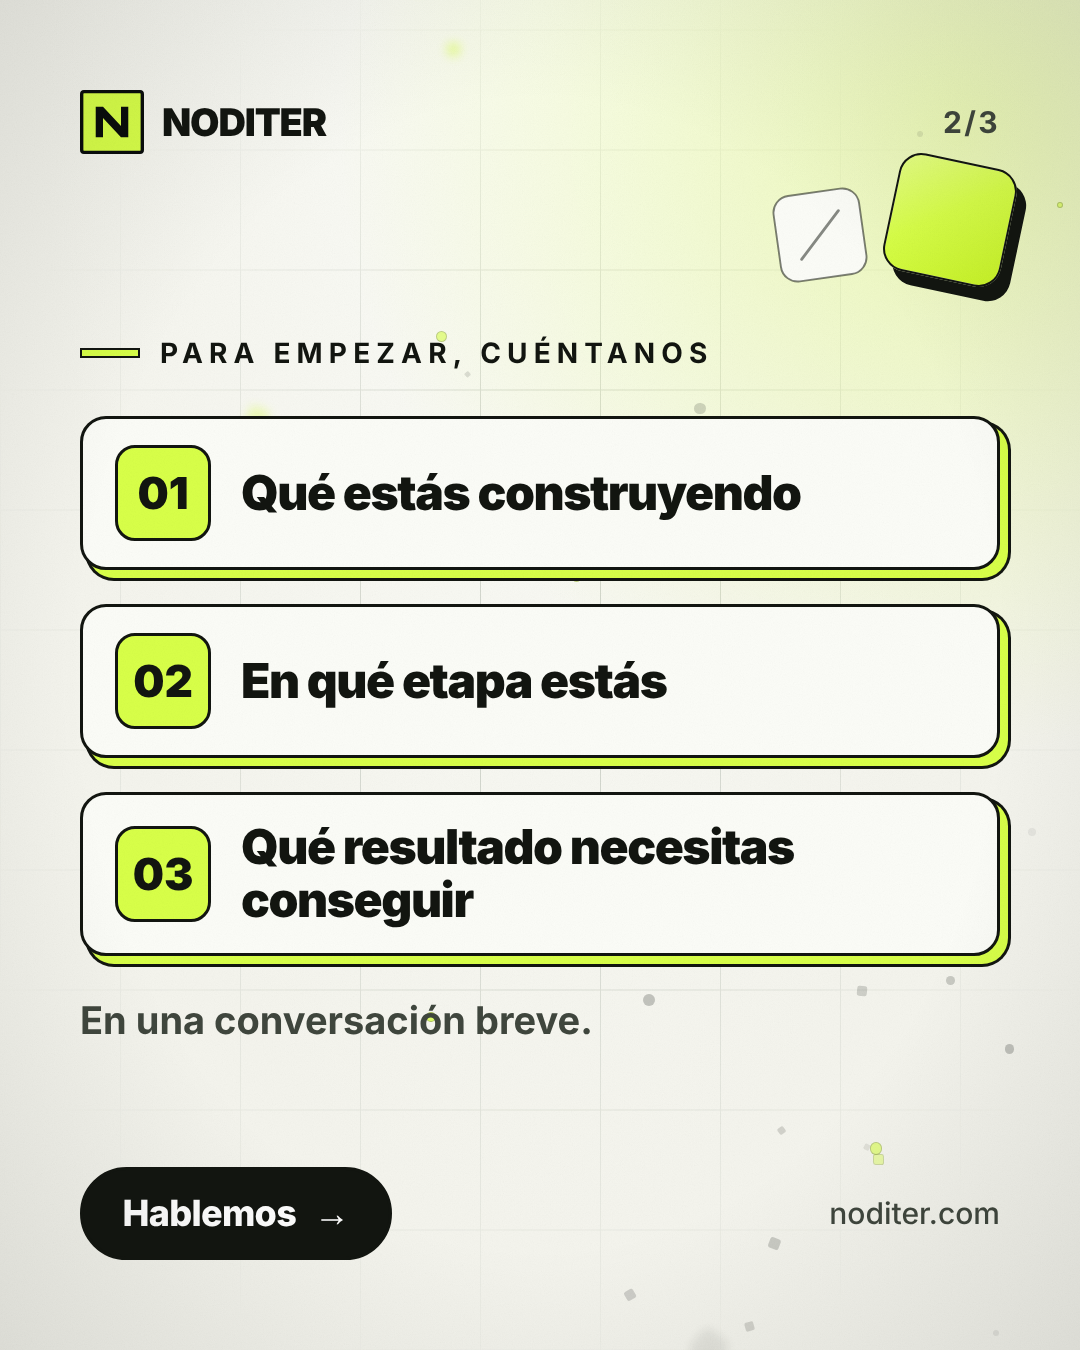 N NODITER
2/3
PARA EMPEZAR, CUÉNTANOS
01 Qué estás construyendo
02 En qué etapa estás
03 Qué resultado necesitas
conseguir
En una conversación breve.
Hablemos →
noditer.com